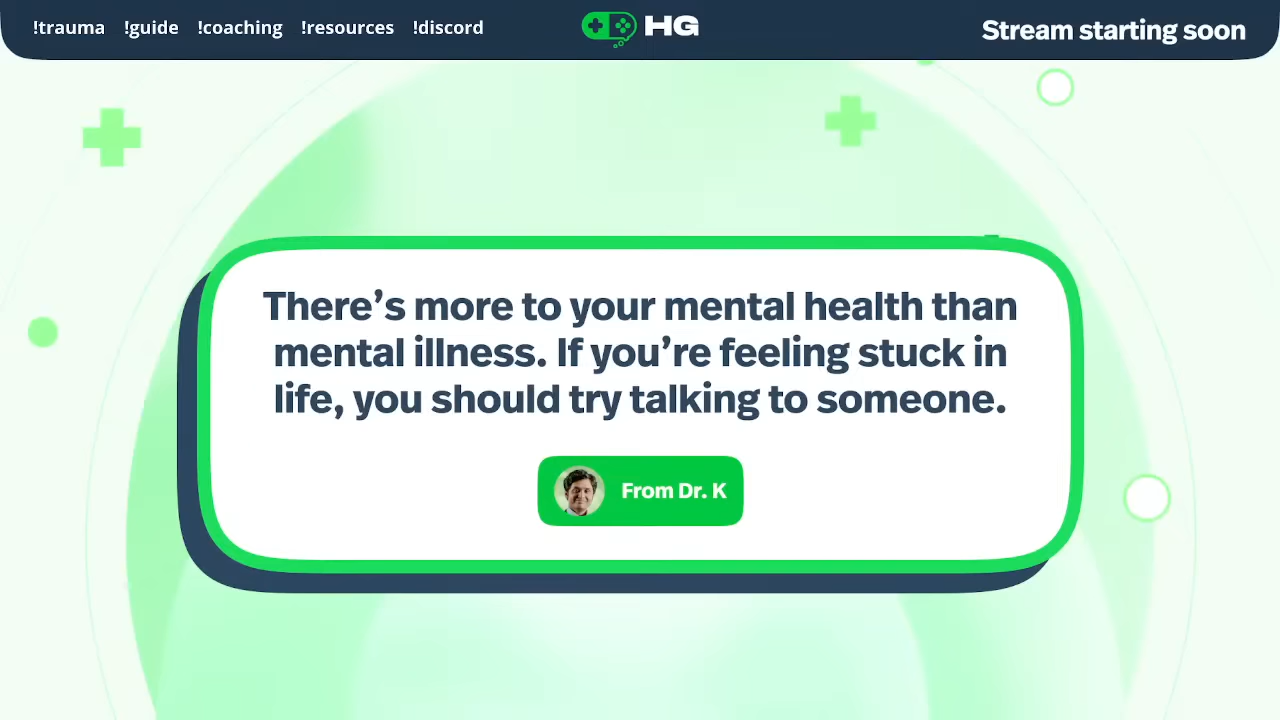 !trauma !guide !coaching !resources !discord
HG
Stream starting soon
There’s more to your mental health than
mental illness. If you’re feeling stuck in
life, you should try talking to someone.
From Dr. K